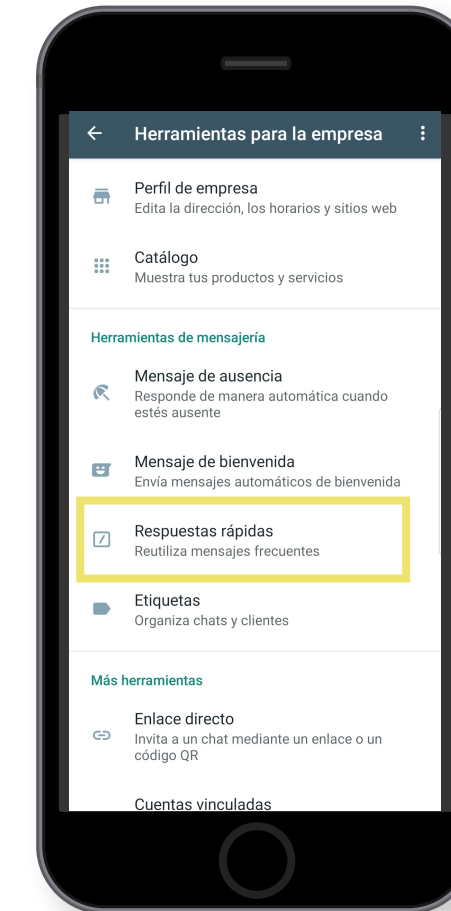 Herramientas para la empresa
Perfil de empresa
Edita la dirección, los horarios y sitios web
Catálogo
Muestra tus productos y servicios
Herramientas de mensajería
Mensaje de ausencia
Responde de manera automática cuando
estés ausente
Mensaje de bienvenida
Envía mensajes automáticos de bienvenida
Respuestas rápidas
Reutiliza mensajes frecuentes
Etiquetas
Organiza chats y clientes
Más herramientas
Enlace directo
Invita a un chat mediante un enlace o un
código QR
Cuentas vinculadas